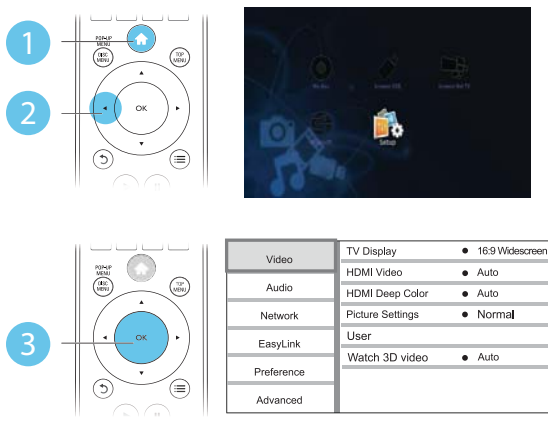 1
POP-UP
MENU
DISC
MENU
TOP
MENU
2
OK
Setup
POP-UP
MENU
DISC
MENU
TOP
MENU
3
OK
Video
Audio
Network
EasyLink
Preference
Advanced
TV Display ● 16:9 Widescreen
HDMI Video ● Auto
HDMI Deep Color ● Auto
Picture Settings ● Normal
User
Watch 3D video ● Auto